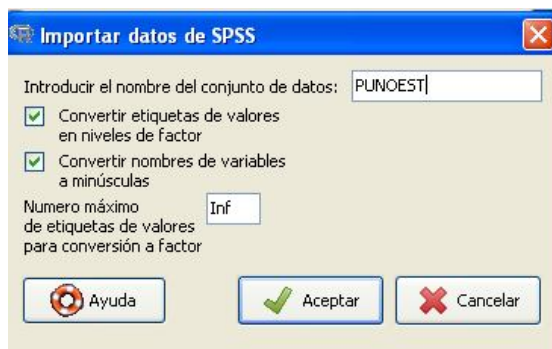 Importar datos de SPSS
Introducir el nombre del conjunto de datos: PUNOEST
Convertir etiquetas de valores
en niveles de factor
Convertir nombres de variables
a minúsculas
Numero máximo Inf
de etiquetas de valores
para conversión a factor
Ayuda Aceptar Cancelar